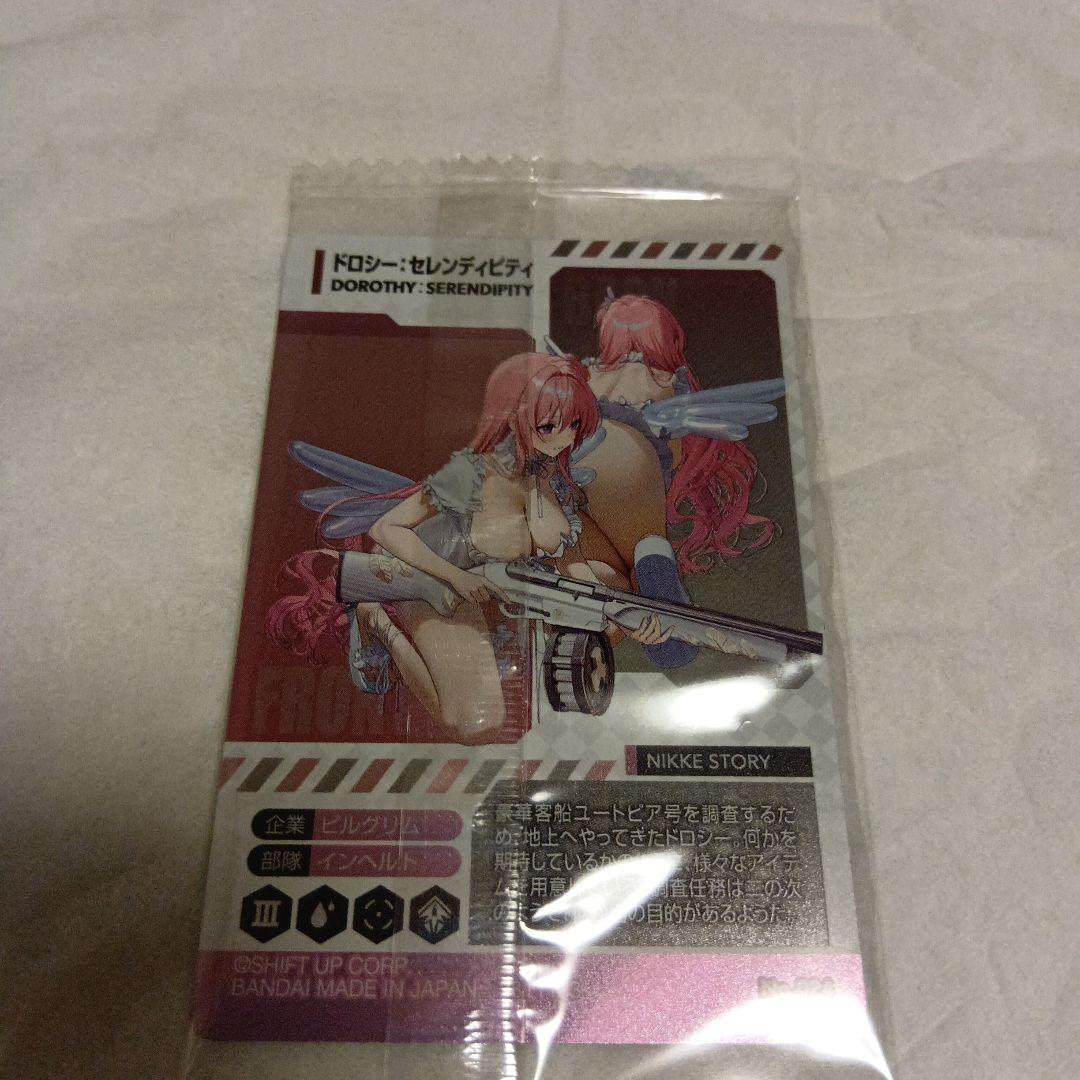 ドロシー：セレンディピティ
DOROTHY : SERENDIPITY
FRONT
NIKKE STORY
企業 ピルグリム
部隊 インヘルト
III
豪華客船ユートピア号を調査するた
め、地上へやってきたドロシー。何かを
期待しているかの 様々なアイテ
ム 用意 調査任務は二の次
の の目的があるようだ。
©SHIFT UP CORP.
BANDAI MADE IN JAPAN